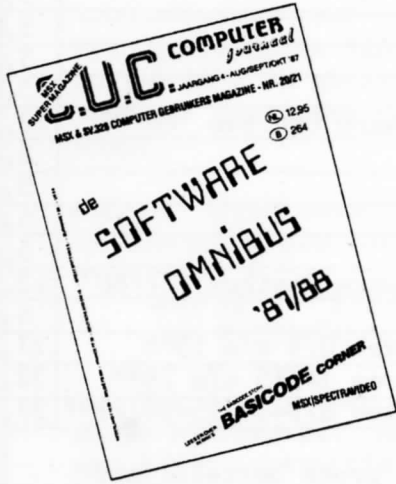 MSX
SUPER MAGAZINE
C.U.C. COMPUTER
journaal
JAARGANG 4 - AUG/SEPT/OKT '87
MSX & SV.328 COMPUTER GEBRUIKERS MAGAZINE - NR. 20/21
NL 12,95
B 264
de
SOFTWARE
OMNIBUS
'87/88
THE BASICODE STORY
BASICODE CORNER
MSX/SPECTRAVIDEO